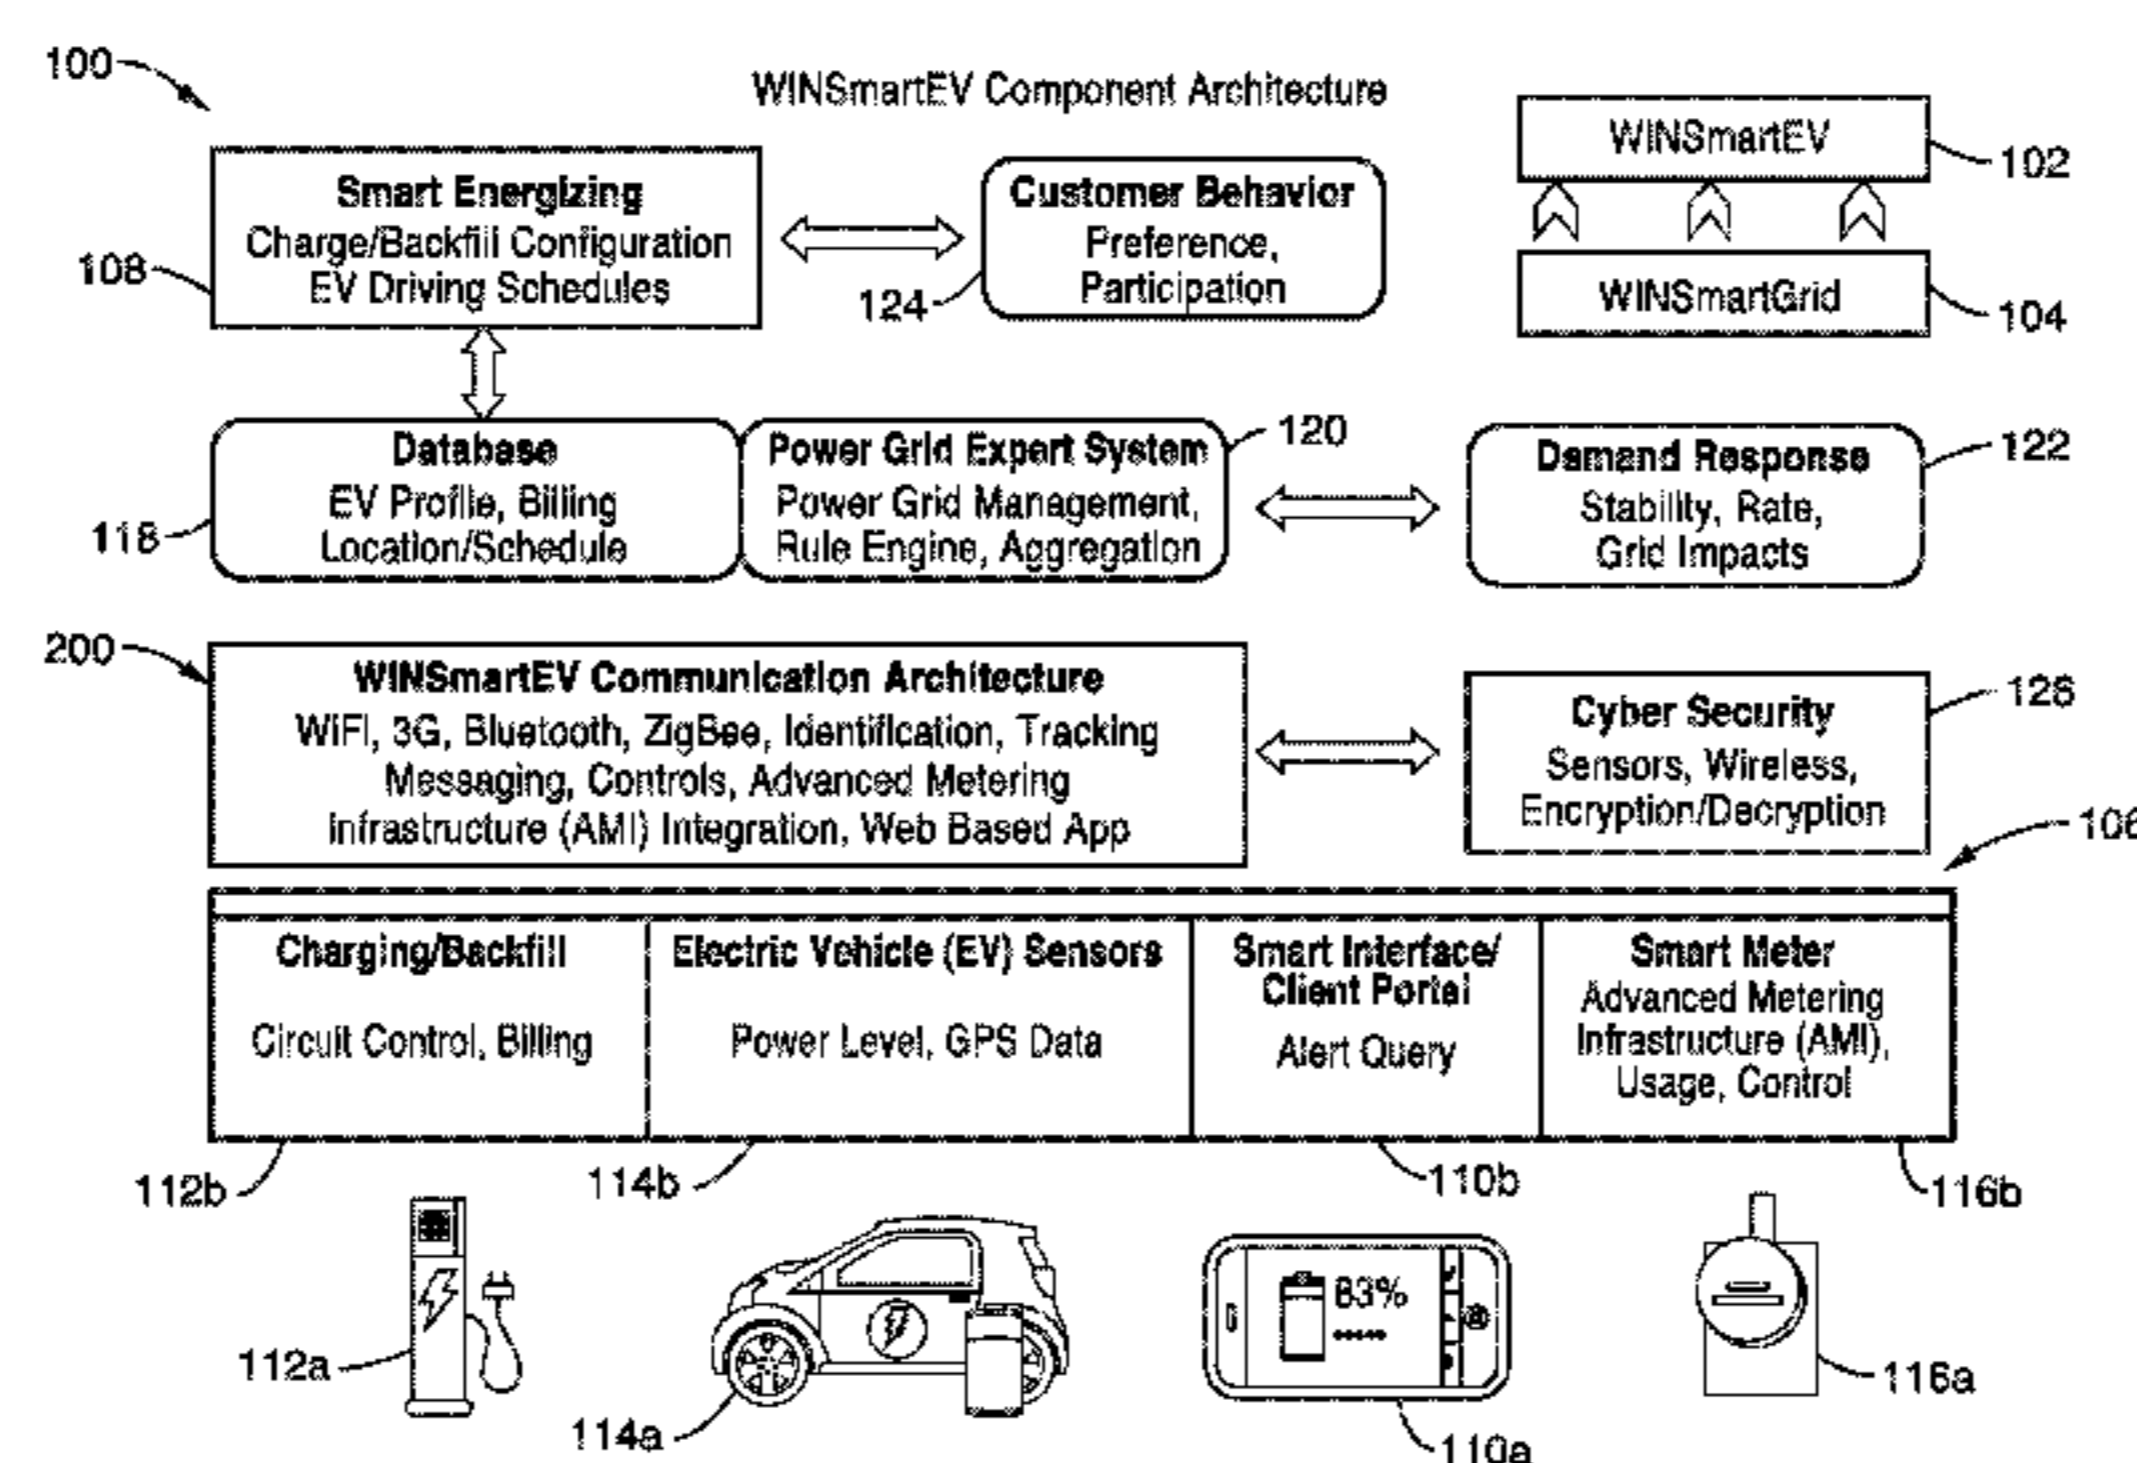 100
WINSmartEV Component Architecture
WINSmartEV
102
Smart Energizing
Charge/Backfill Configuration
EV Driving Schedules
108
Customer Behavior
Preference,
Participation
124
WINSmartGrid
104
Database
EV Profile, Billing
Location/Schedule
118
Power Grid Expert System
Power Grid Management,
Rule Engine, Aggregation
120
Demand Response
Stability, Rate,
Grid Impacts
122
200
WINSmartEV Communication Architecture
WiFi, 3G, Bluetooth, ZigBee, Identification, Tracking
Messaging, Controls, Advanced Metering
Infrastructure (AMI) Integration, Web Based App
Cyber Security
Sensors, Wireless,
Encryption/Decryption
126
106
Charging/Backfill
Circuit Control, Billing
Electric Vehicle (EV) Sensors
Power Level, GPS Data
Smart Interface/
Client Portal
Alert Query
Smart Meter
Advanced Metering
Infrastructure (AMI),
Usage, Control
112b
114b
110b
116b
83%
112a
114a
110a
116a